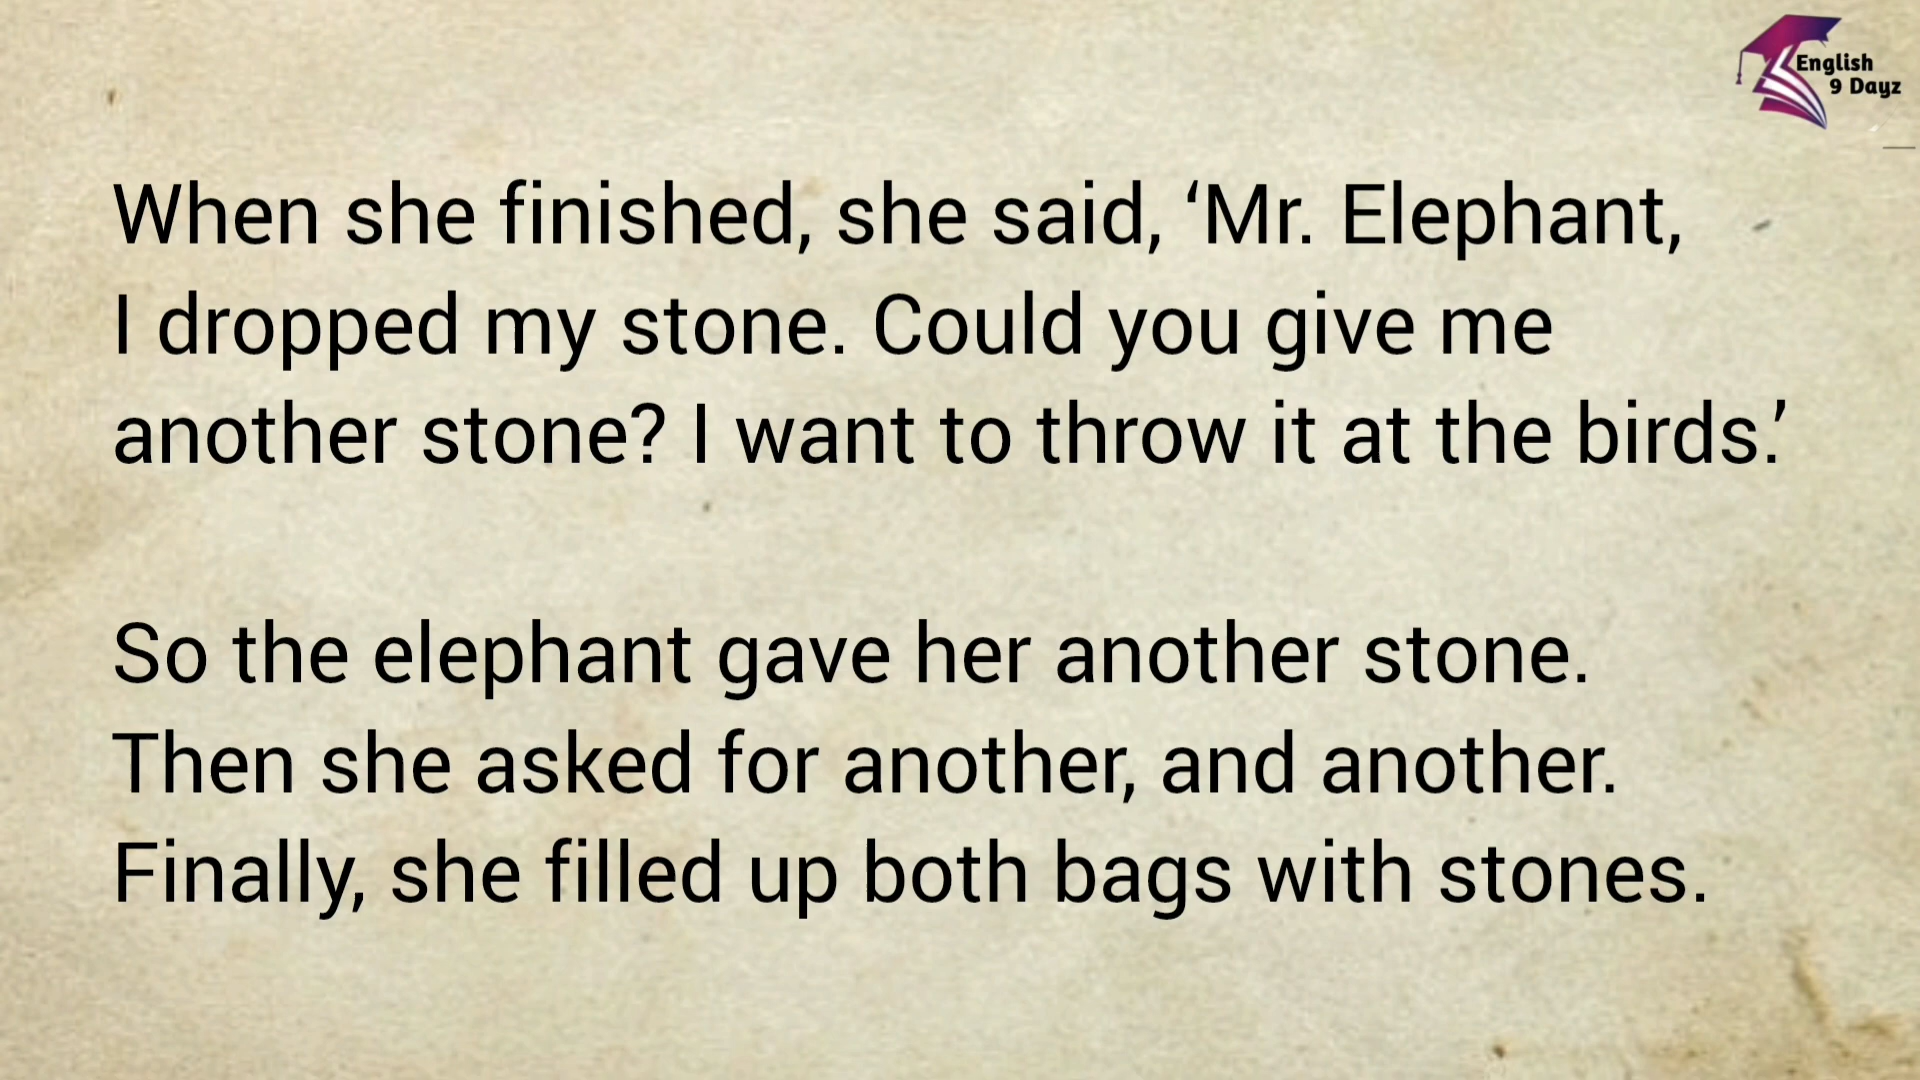 English
9 Dayz
When she finished, she said, ‘Mr. Elephant,
I dropped my stone. Could you give me
another stone? I want to throw it at the birds.’
So the elephant gave her another stone.
Then she asked for another, and another.
Finally, she filled up both bags with stones.